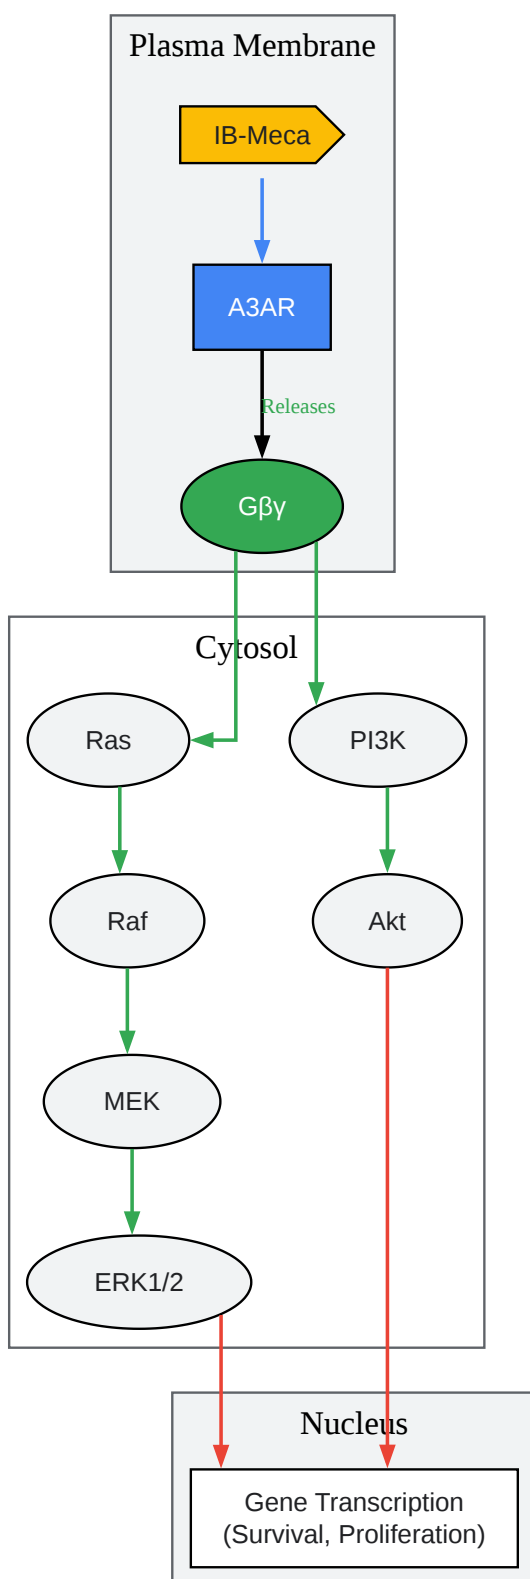 Plasma Membrane
IB-Meca
A3AR
Releases
Gβγ
Cytosol
Ras
PI3K
Raf
Akt
MEK
ERK1/2
Nucleus
Gene Transcription
(Survival, Proliferation)